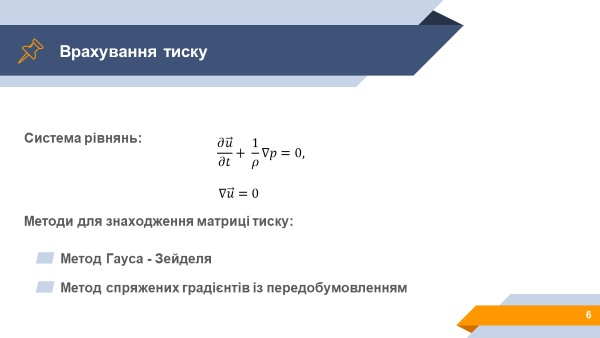 Врахування тиску
Система рівнянь:
∂u⃗/∂t + 1/ρ ∇p = 0,
∇u⃗ = 0
Методи для знаходження матриці тиску:
Метод Гауса - Зейделя
Метод спряжених градієнтів із передобумовленням
6